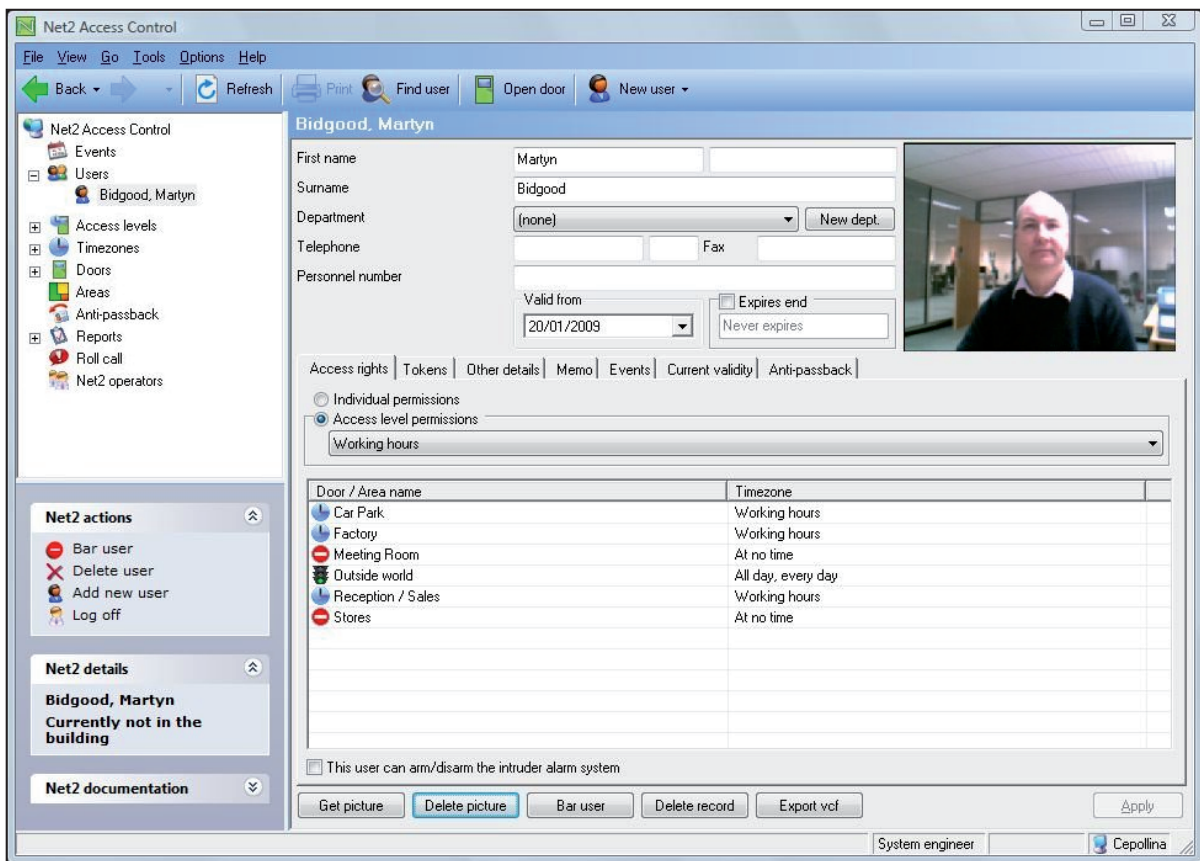 Net2 Access Control
File View Go Tools Options Help
Back Refresh Print Find user Open door New user
Net2 Access Control
Events
Users
Bidgood, Martyn
Access levels
Timezones
Doors
Areas
Anti-passback
Reports
Roll call
Net2 operators
Net2 actions
Bar user
Delete user
Add new user
Log off
Net2 details
Bidgood, Martyn
Currently not in the
building
Net2 documentation
Bidgood, Martyn
First name Martyn
Surname Bidgood
Department (none) New dept.
Telephone Fax
Personnel number
Valid from Expires end
20/01/2009 Never expires
Access rights Tokens Other details Memo Events Current validity Anti-passback
Individual permissions
Access level permissions
Working hours
Door / Area name Timezone
Car Park Working hours
Factory Working hours
Meeting Room At no time
Outside world All day, every day
Reception / Sales Working hours
Stores At no time
This user can arm/disarm the intruder alarm system
Get picture Delete picture Bar user Delete record Export vcf Apply
System engineer Cepollina